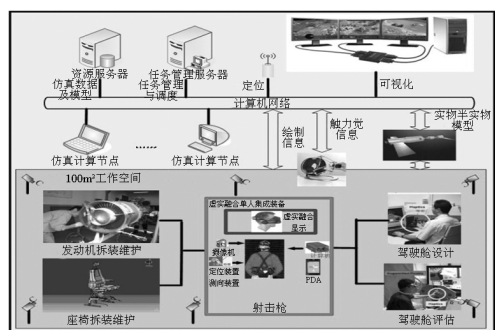 资源服务器
仿真数据
及模型
任务管理服务器
任务管理
与调度
定位
可视化
计算机网络
仿真计算节点
......
仿真计算节点
绘制
信息
触力觉
信息
实物半实物
模型
100m²工作空间
虚实融合单人集成装备
虚实融合
显示
摄像机
定位装置
测向装置
PDA
射击枪
发动机拆装维护
座椅拆装维护
驾驶舱设计
驾驶舱评估